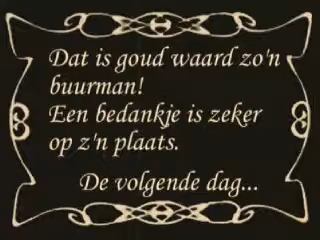 Dat is goud waard zo'n
buurman!
Een bedankje is zeker
op z'n plaats.
De volgende dag...